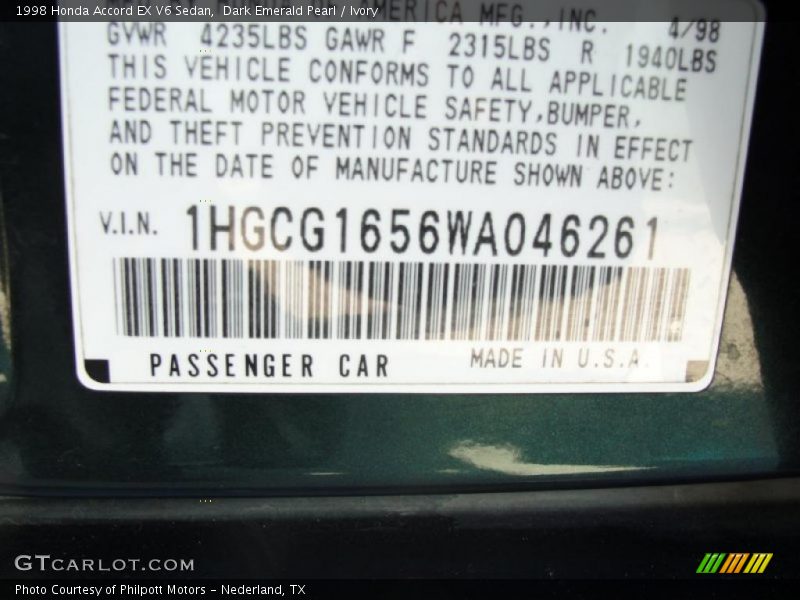 1998 Honda Accord EX V6 Sedan, Dark Emerald Pearl / Ivory
AMERICA MFG., INC. 4/98
GVWR 4235LBS GAWR F 2315LBS R 1940LBS
THIS VEHICLE CONFORMS TO ALL APPLICABLE
FEDERAL MOTOR VEHICLE SAFETY,BUMPER,
AND THEFT PREVENTION STANDARDS IN EFFECT
ON THE DATE OF MANUFACTURE SHOWN ABOVE:
V.I.N. 1HGCG1656WA046261
PASSENGER CAR MADE IN U.S.A.
GTCARLOT.COM
Photo Courtesy of Philpott Motors - Nederland, TX